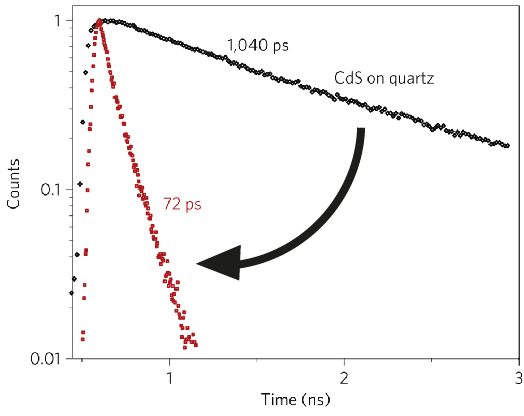 1
1,040 ps
CdS on quartz
Counts
0.1
72 ps
0.01
1
2
3
Time (ns)